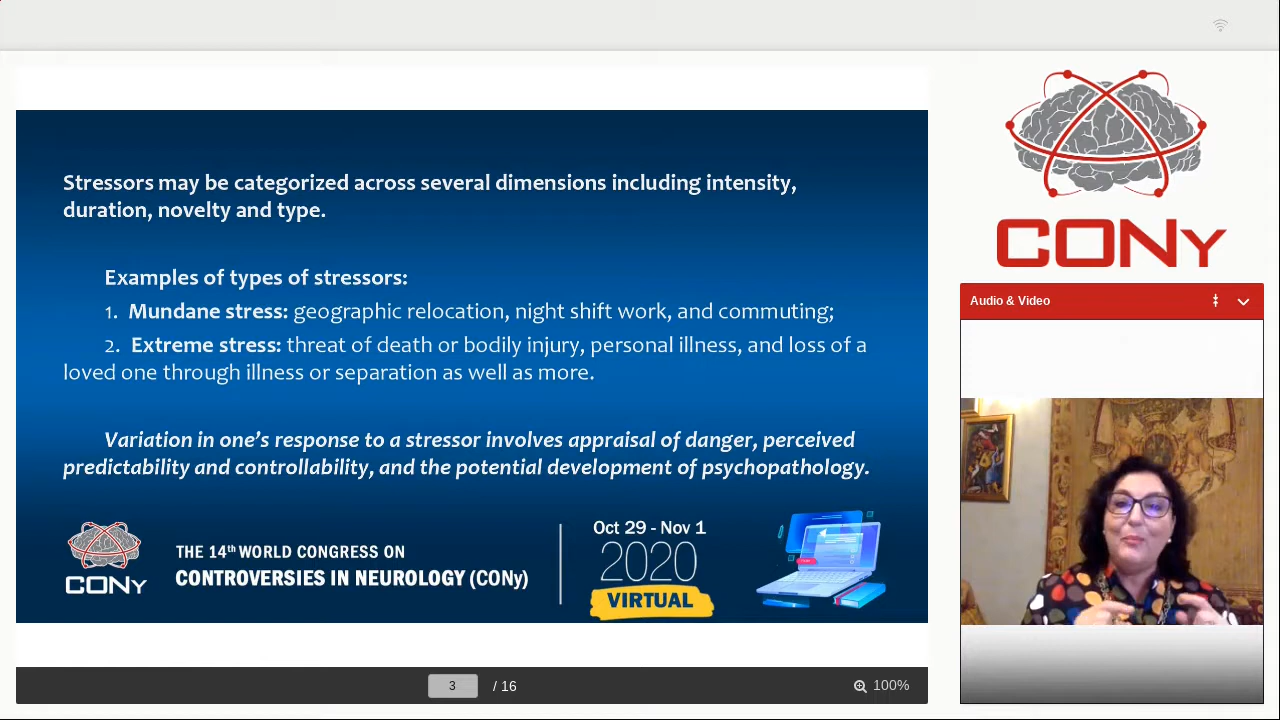 Stressors may be categorized across several dimensions including intensity,
duration, novelty and type.
Examples of types of stressors:
1. Mundane stress: geographic relocation, night shift work, and commuting;
2. Extreme stress: threat of death or bodily injury, personal illness, and loss of a
loved one through illness or separation as well as more.
Variation in one’s response to a stressor involves appraisal of danger, perceived
predictability and controllability, and the potential development of psychopathology.
CONy
THE 14th WORLD CONGRESS ON
CONTROVERSIES IN NEUROLOGY (CONy)
Oct 29 - Nov 1
2020
VIRTUAL
3 / 16
100%
CONy
Audio & Video